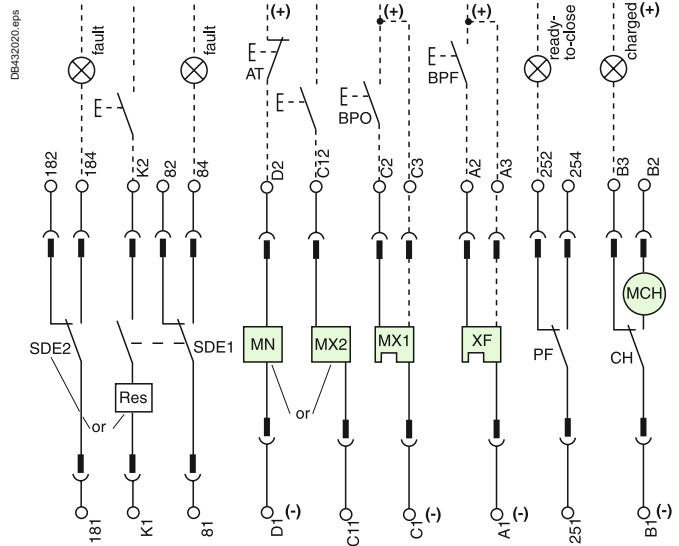 DB432020.eps
fault
fault
(+)
(+)
(+)
ready-
to-close
charged
(+)
AT
BPO
BPF
182
184
K2
82
84
D2
C12
C2
C3
A2
A3
252
254
B3
B2
MCH
SDE2
SDE1
MN
MX2
MX1
XF
PF
CH
Res
or
or
181
K1
81
D1
(-)
C11
C1
(-)
A1
(-)
251
B1
(-)